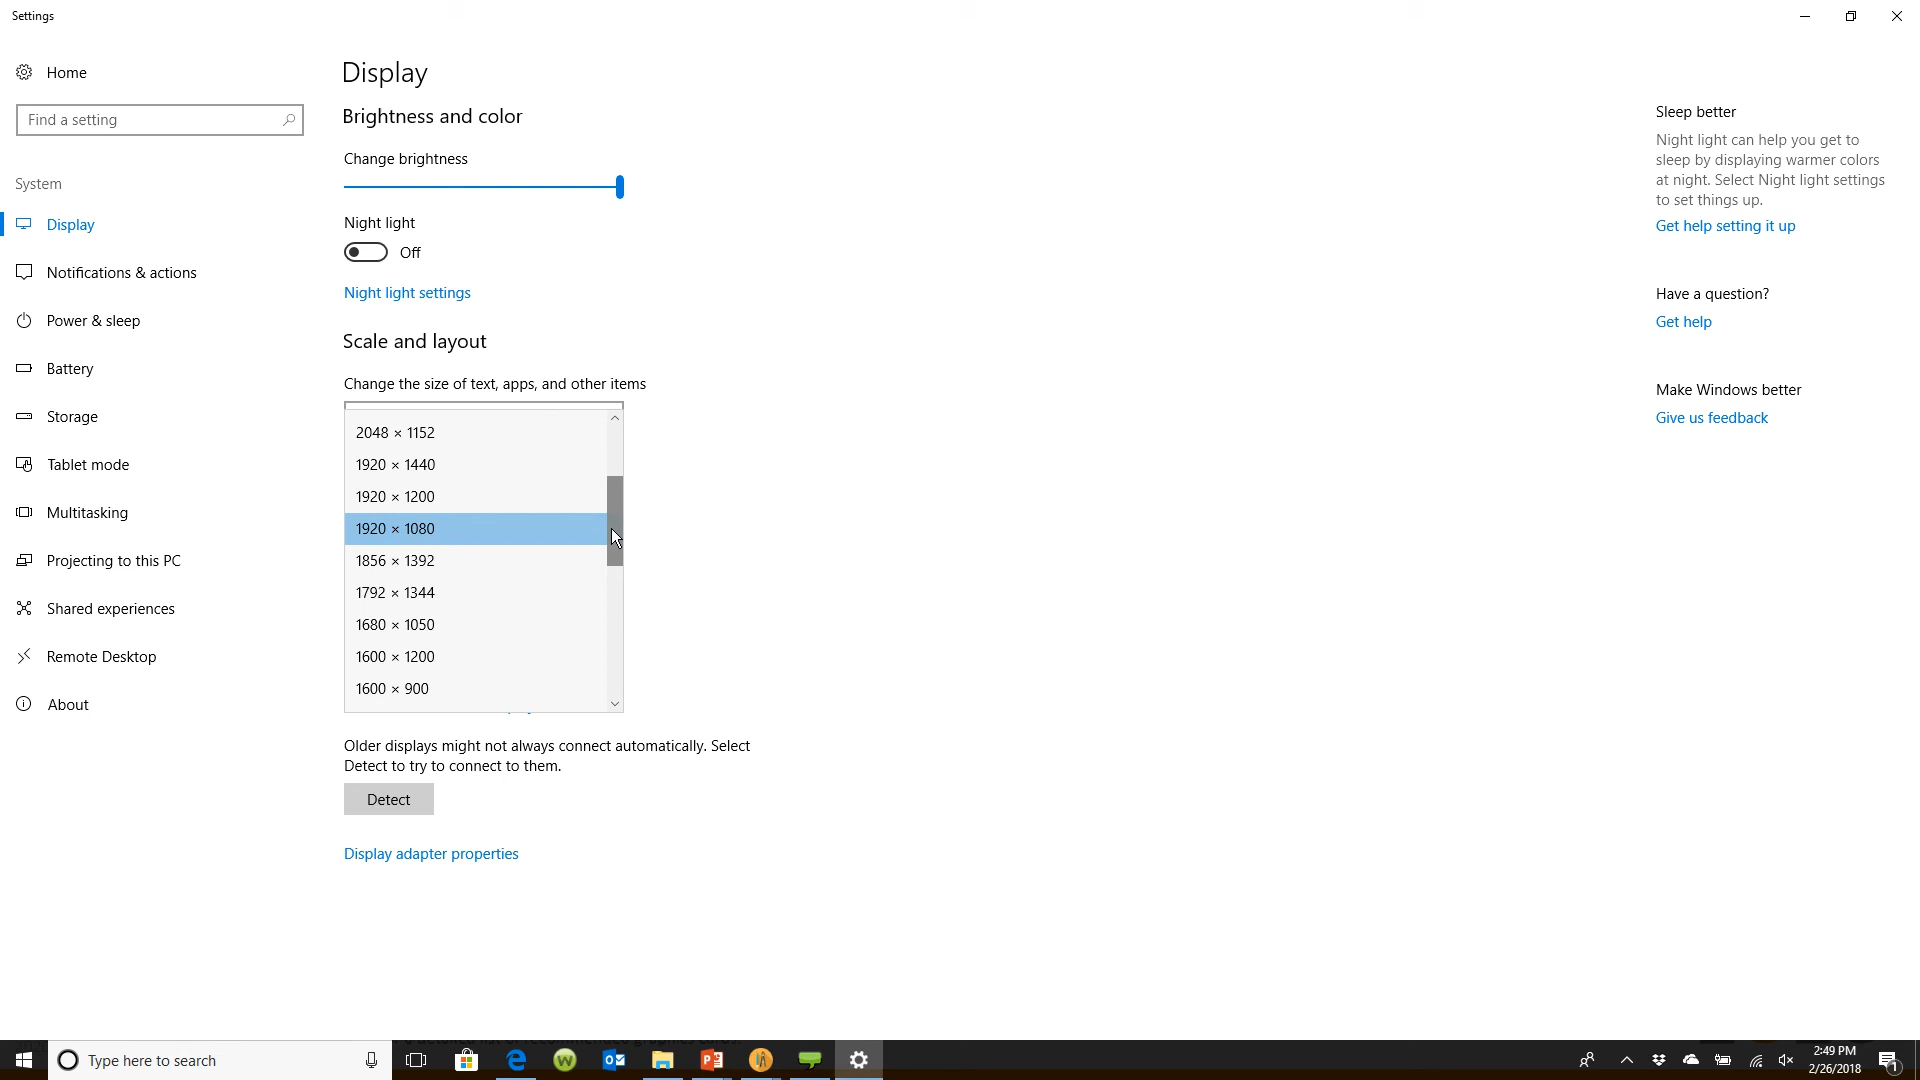 Settings
Home
Find a setting
System
Display
Notifications & actions
Power & sleep
Battery
Storage
Tablet mode
Multitasking
Projecting to this PC
Shared experiences
Remote Desktop
About
Display
Brightness and color
Change brightness
Night light
Off
Night light settings
Scale and layout
Change the size of text, apps, and other items
2048 × 1152
1920 × 1440
1920 × 1200
1920 × 1080
1856 × 1392
1792 × 1344
1680 × 1050
1600 × 1200
1600 × 900
Older displays might not always connect automatically. Select
Detect to try to connect to them.
Detect
Display adapter properties
Sleep better
Night light can help you get to
sleep by displaying warmer colors
at night. Select Night light settings
to set things up.
Get help setting it up
Have a question?
Get help
Make Windows better
Give us feedback
Type here to search
2:49 PM
2/26/2018
1